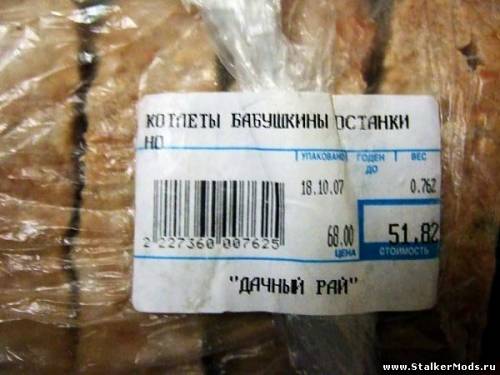 КОТЛЕТЫ БАБУШКИНЫ ОСТАНКИ
НО
УПАКОВАНО ГОДЕН ДО ВЕС
18.10.07 0.762
68.00 51.82
ЦЕНА СТОИМОСТЬ
2 227360 007625
"ДАЧНЫЙ РАЙ"
www.StalkerMods.ru